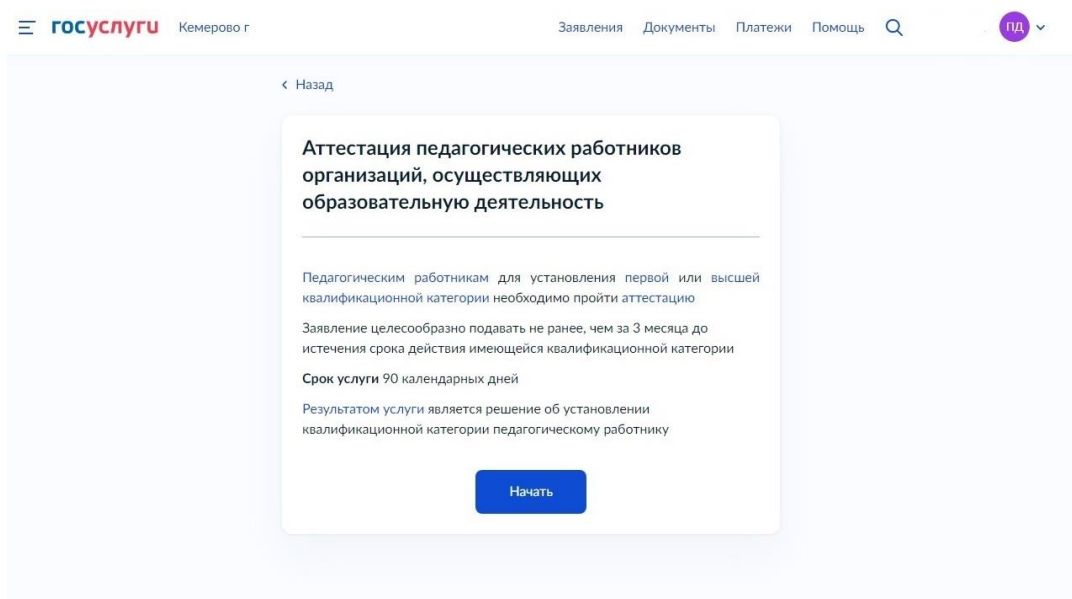 госуслуги Кемерово г Заявления Документы Платежи Помощь ПД
Назад
Аттестация педагогических работников
организаций, осуществляющих
образовательную деятельность
Педагогическим работникам для установления первой или высшей
квалификационной категории необходимо пройти аттестацию
Заявление целесообразно подавать не ранее, чем за 3 месяца до
истечения срока действия имеющейся квалификационной категории
Срок услуги 90 календарных дней
Результатом услуги является решение об установлении
квалификационной категории педагогическому работнику
Начать